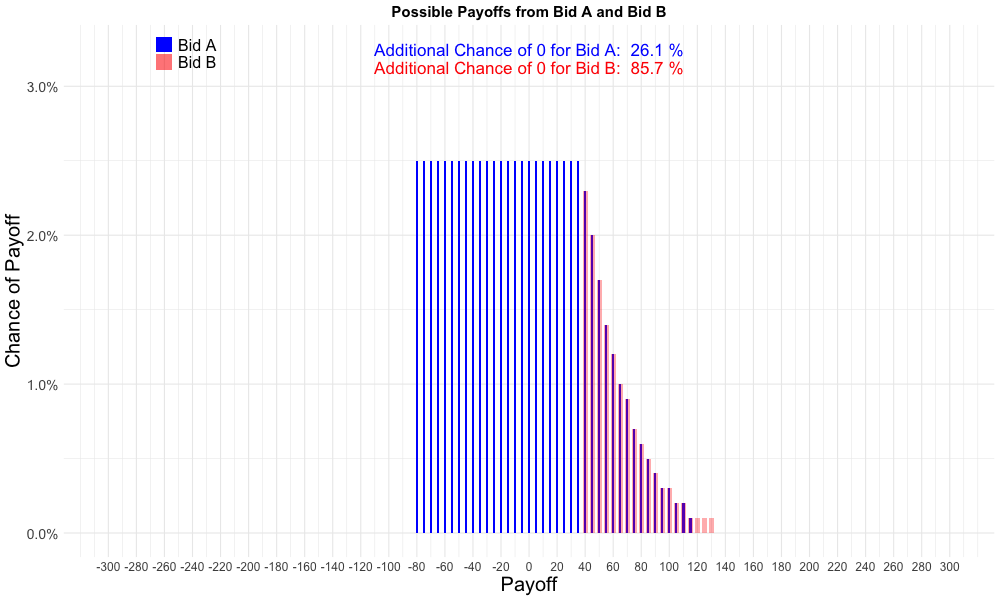 Possible Payoffs from Bid A and Bid B
Bid A
Bid B
Additional Chance of 0 for Bid A: 26.1 %
Additional Chance of 0 for Bid B: 85.7 %
Chance of Payoff
3.0%
2.0%
1.0%
0.0%
-300 -280 -260 -240 -220 -200 -180 -160 -140 -120 -100 -80 -60 -40 -20 0 20 40 60 80 100 120 140 160 180 200 220 240 260 280 300
Payoff